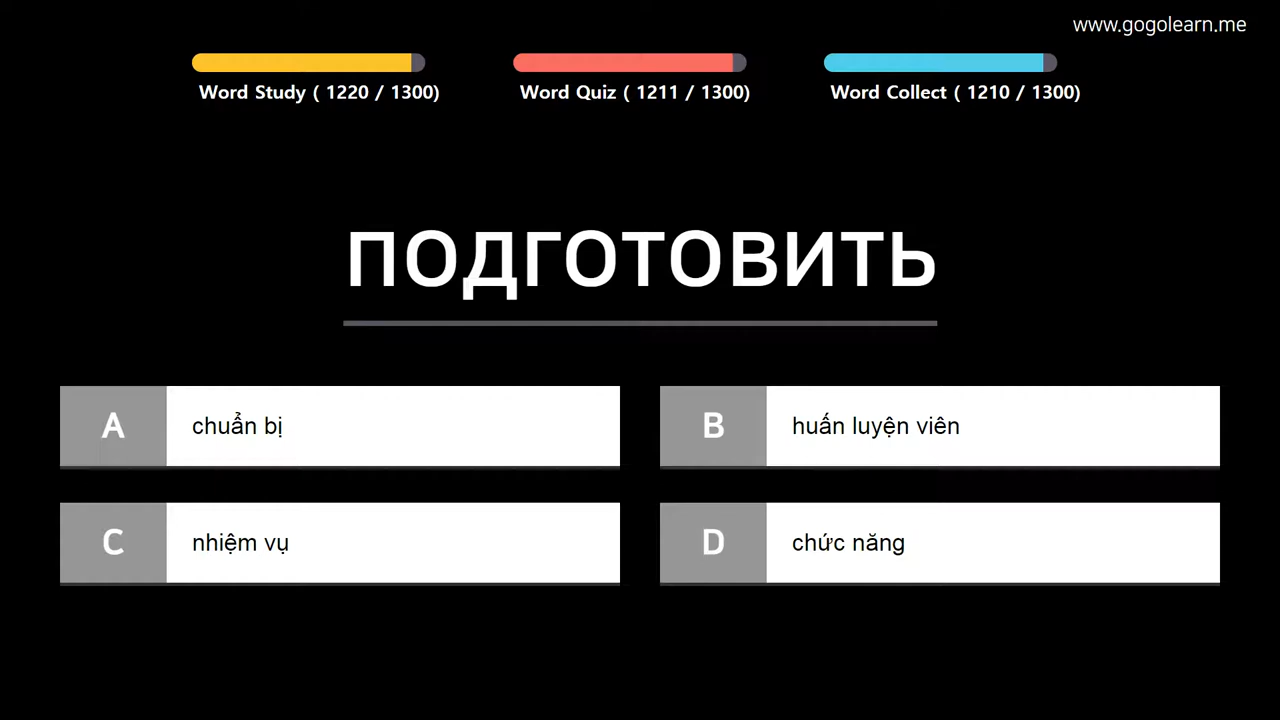 www.gogolearn.me
Word Study ( 1220 / 1300)
Word Quiz ( 1211 / 1300)
Word Collect ( 1210 / 1300)
подготовить
A chuẩn bị
B huấn luyện viên
C nhiệm vụ
D chức năng